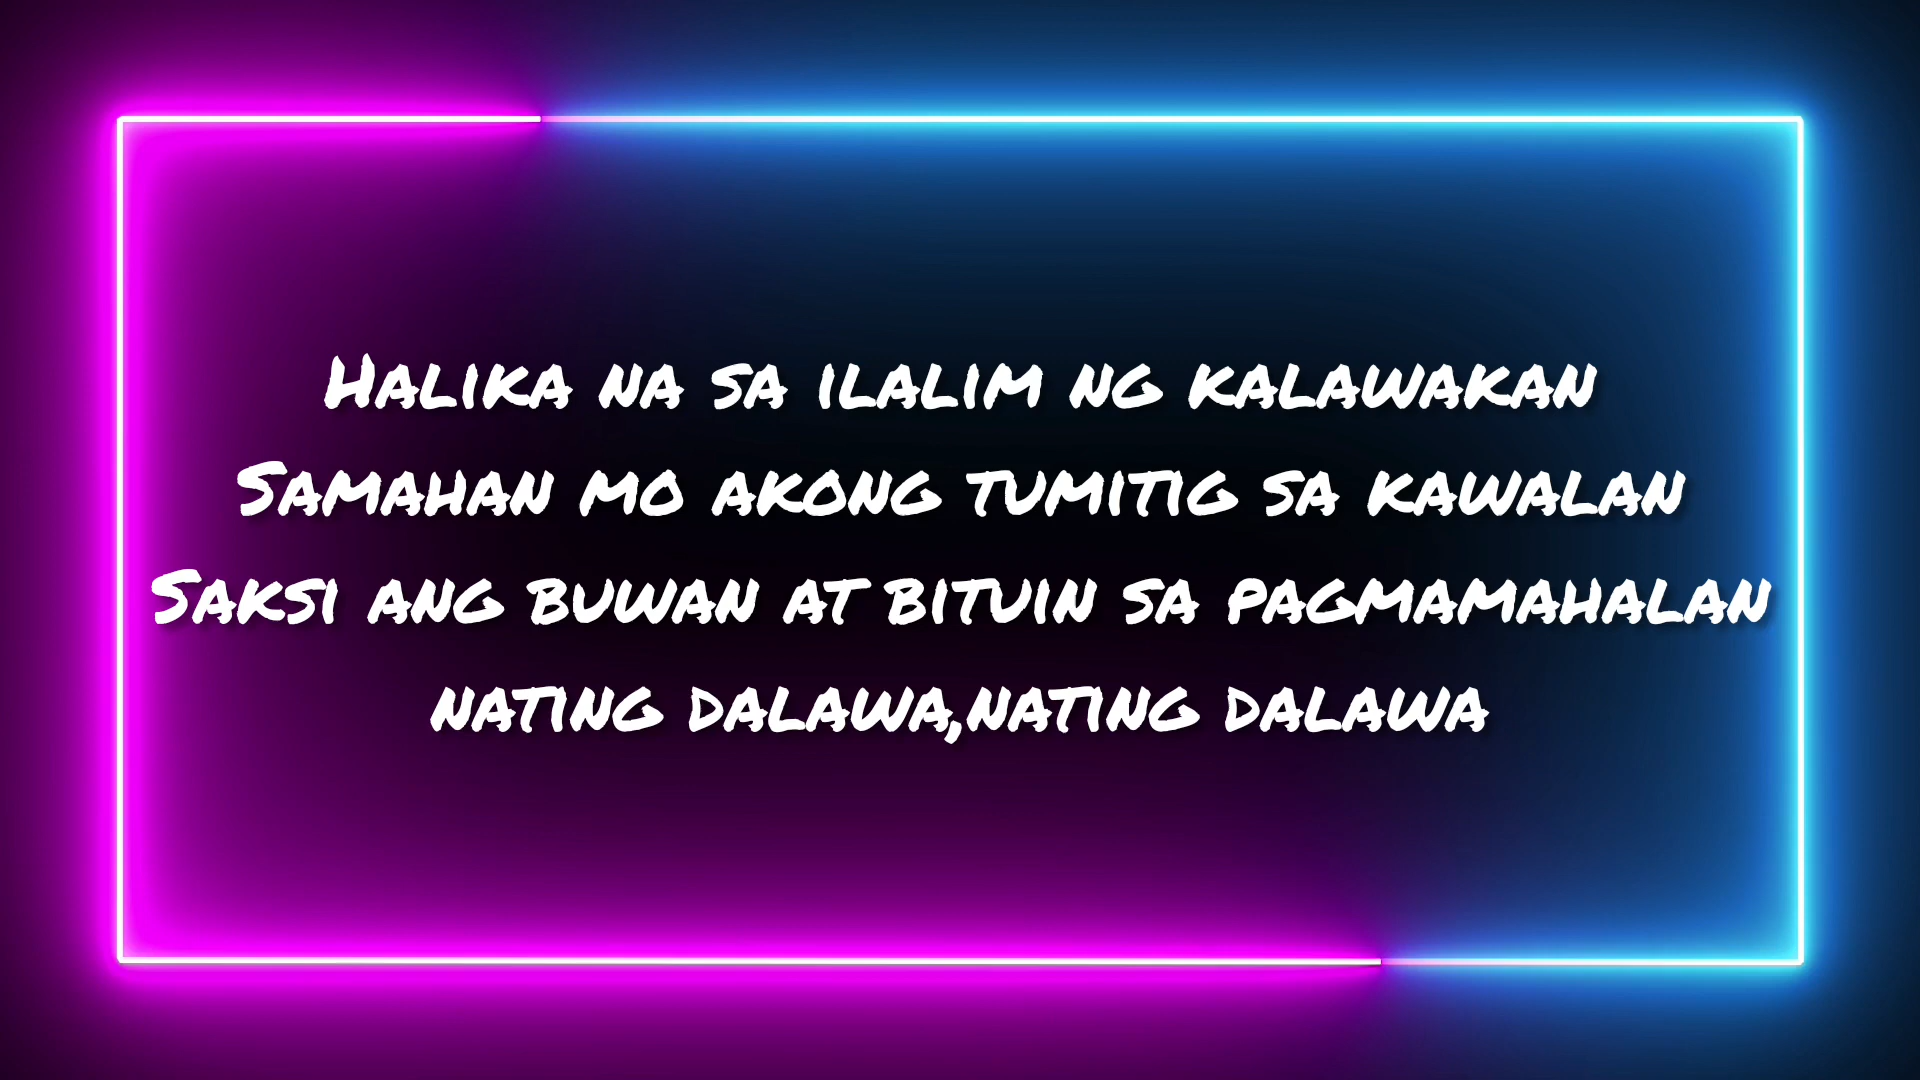 Halika na sa ilalim ng kalawakan
Samahan mo akong tumitig sa kawalan
Saksi ang buwan at bituin sa pagmamahalan
nating dalawa,nating dalawa